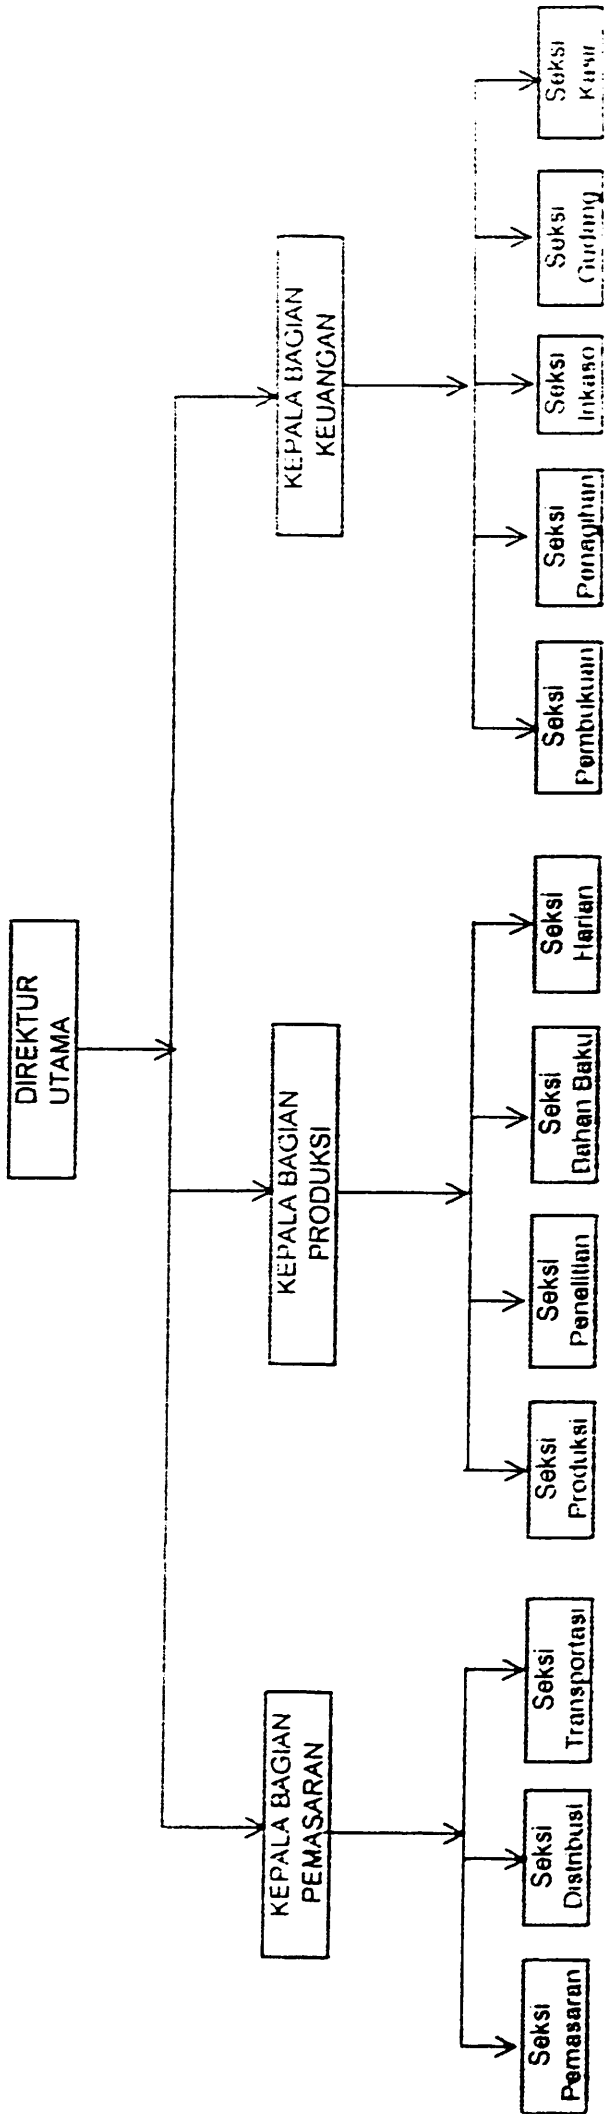 DIREKTUR
UTAMA
KEPALA BAGIAN
PEMASARAN
KEPALA BAGIAN
PRODUKSI
KEPALA BAGIAN
KEUANGAN
Seksi
Pemasaran
Seksi
Distribusi
Seksi
Transportasi
Seksi
Produksi
Seksi
Penelitian
Seksi
Bahan Baku
Seksi
Harian
Seksi
Pembukuan
Seksi
Penagihan
Seksi
Inkaso
Seksi
Gudang
Seksi